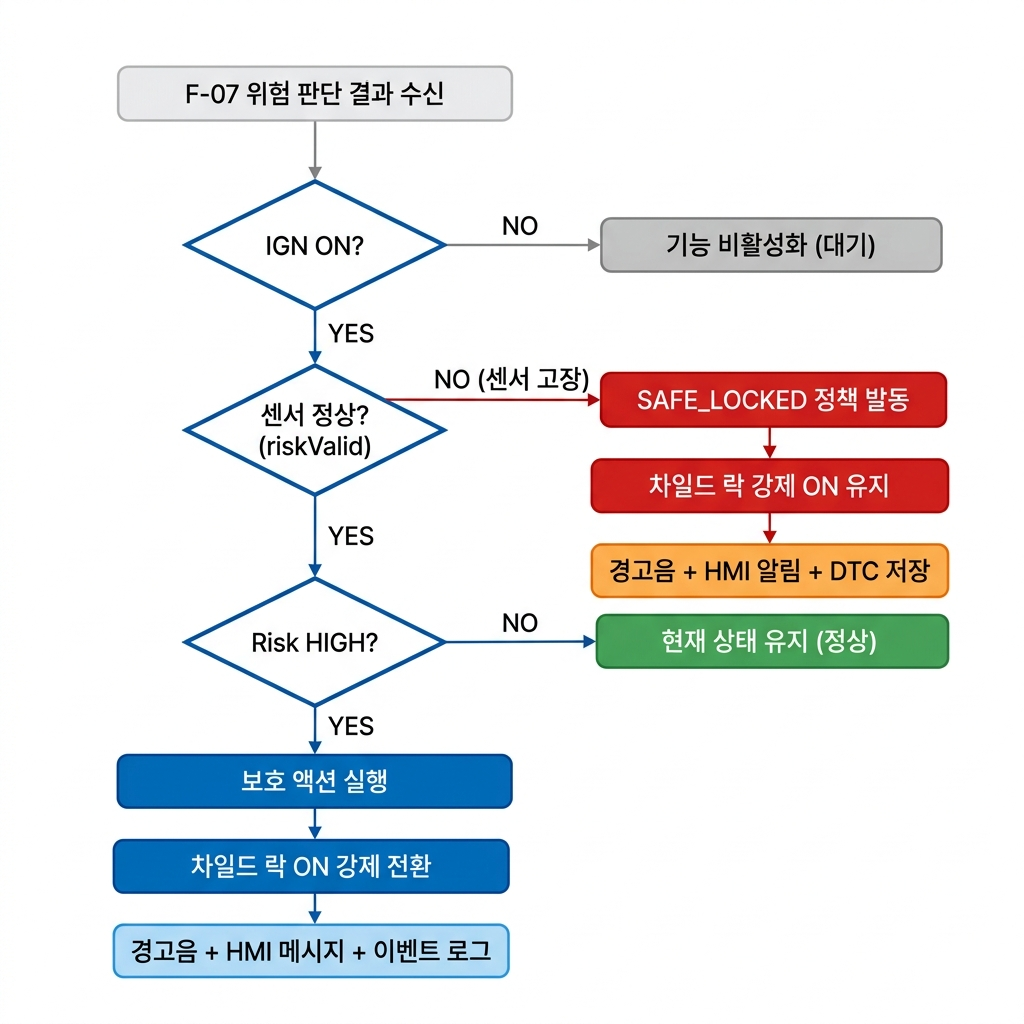 F-07 위험 판단 결과 수신
IGN ON?
NO
기능 비활성화 (대기)
YES
NO (센서 고장)
SAFE_LOCKED 정책 발동
센서 정상?
(riskValid)
차일드 락 강제 ON 유지
YES
경고음 + HMI 알림 + DTC 저장
Risk HIGH?
NO
현재 상태 유지 (정상)
YES
보호 액션 실행
차일드 락 ON 강제 전환
경고음 + HMI 메시지 + 이벤트 로그